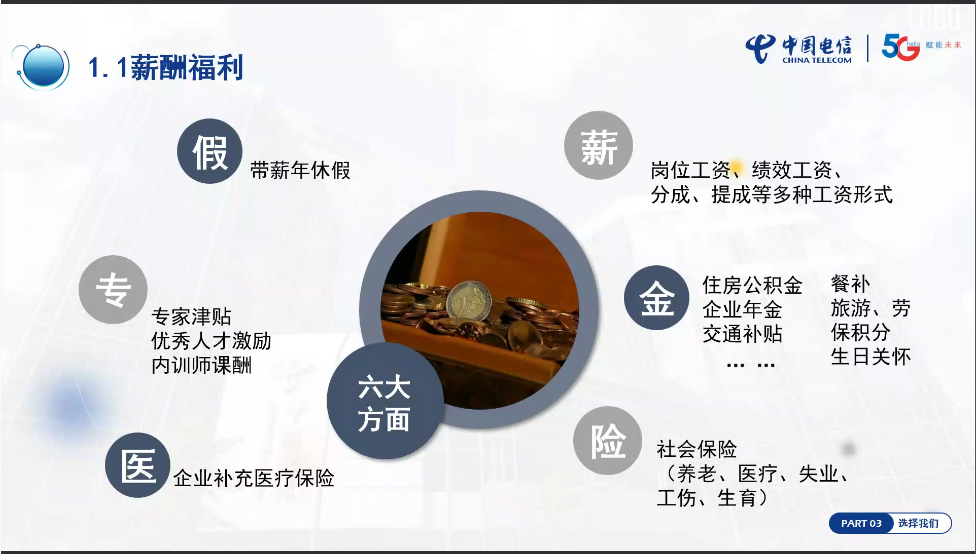 1.1薪酬福利
中国电信
CHINA TELECOM
5G
赋能未来
假
带薪年休假
薪
岗位工资、绩效工资、
分成、提成等多种工资形式
专
专家津贴
优秀人才激励
内训师课酬
金
住房公积金
企业年金
交通补贴
... ...
餐补
旅游、劳
保积分
生日关怀
六大
方面
医
企业补充医疗保险
险
社会保险
（养老、医疗、失业、
工伤、生育）
PART 03
选择我们